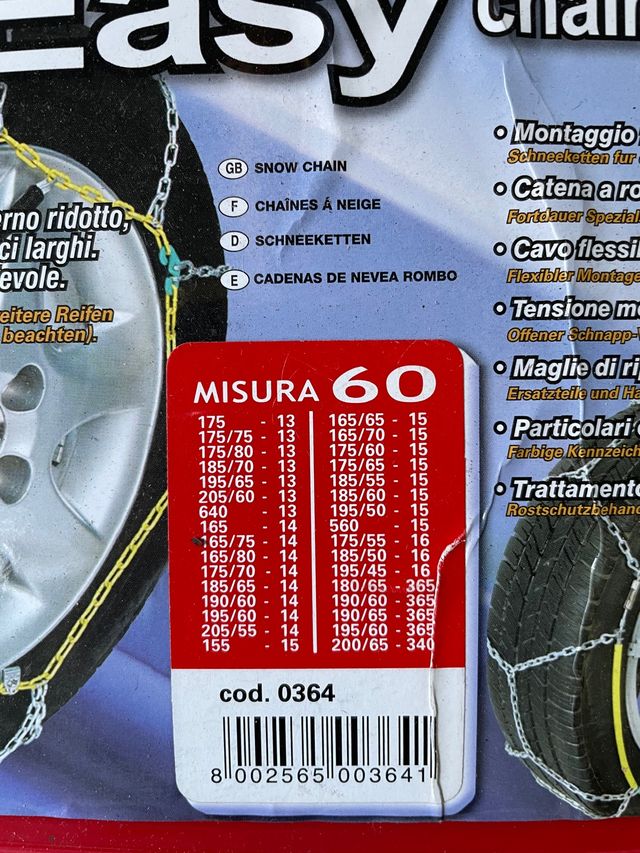 Easy
GB SNOW CHAIN
F CHAÎNES Á NEIGE
D SCHNEEKETTEN
E CADENAS DE NEVEA ROMBO
erno ridotto,
ci larghi.
evole.
eitere Reifen
beachten).
• Montaggio
Schneeketten fur
• Catena a ro
Fortdauer Spezial
• Cavo flessi
Flexibler Montage
• Tensione mo
Offener Schnapp-V
• Maglie di ri
Ersatzteile und Ha
• Particolari
Farbige Kennzeich
• Trattamento
Rostschutzbehand
MISURA 60
175 - 13
175/75 - 13
175/80 - 13
185/70 - 13
195/65 - 13
205/60 - 13
640 - 13
165 - 14
165/75 - 14
165/80 - 14
175/70 - 14
185/65 - 14
190/60 - 14
195/60 - 14
205/55 - 14
155 - 15
165/65 - 15
165/70 - 15
175/60 - 15
175/65 - 15
185/55 - 15
185/60 - 15
195/50 - 15
560 - 15
175/55 - 16
185/50 - 16
195/45 - 16
180/65 - 365
190/60 - 365
190/65 - 365
195/60 - 365
200/65 - 340
cod. 0364
8 002565 003641